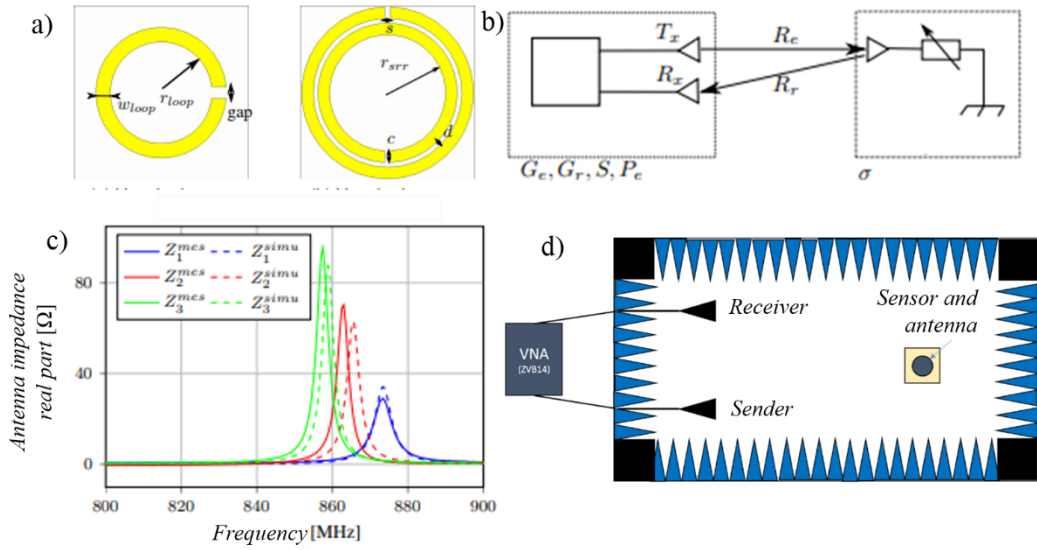 a)
w_loop
r_loop
gap
s
r_srr
c
d
b)
T_x
R_e
R_x
R_r
G_e, G_r, S, P_e
σ
c)
Z_1^mes
Z_1^simu
Z_2^mes
Z_2^simu
Z_3^mes
Z_3^simu
Antenna impedance
real part [Ω]
80
40
0
800
820
840
860
880
900
Frequency [MHz]
d)
Receiver
Sensor and
antenna
VNA
(ZVB14)
Sender